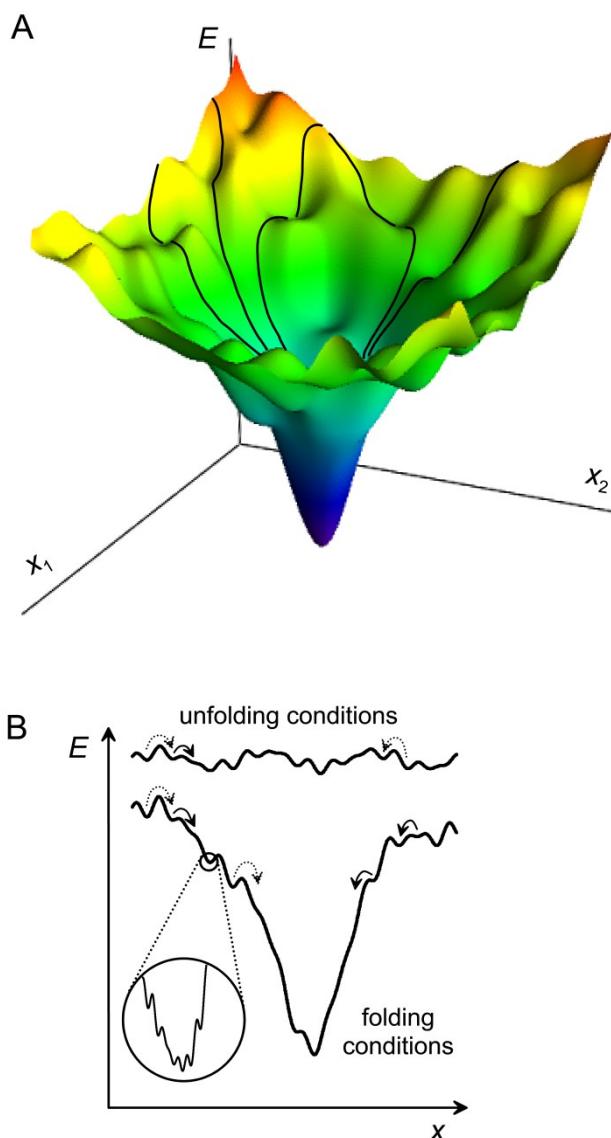 A
E
x₂
x₁
B
unfolding conditions
E
folding
conditions
x